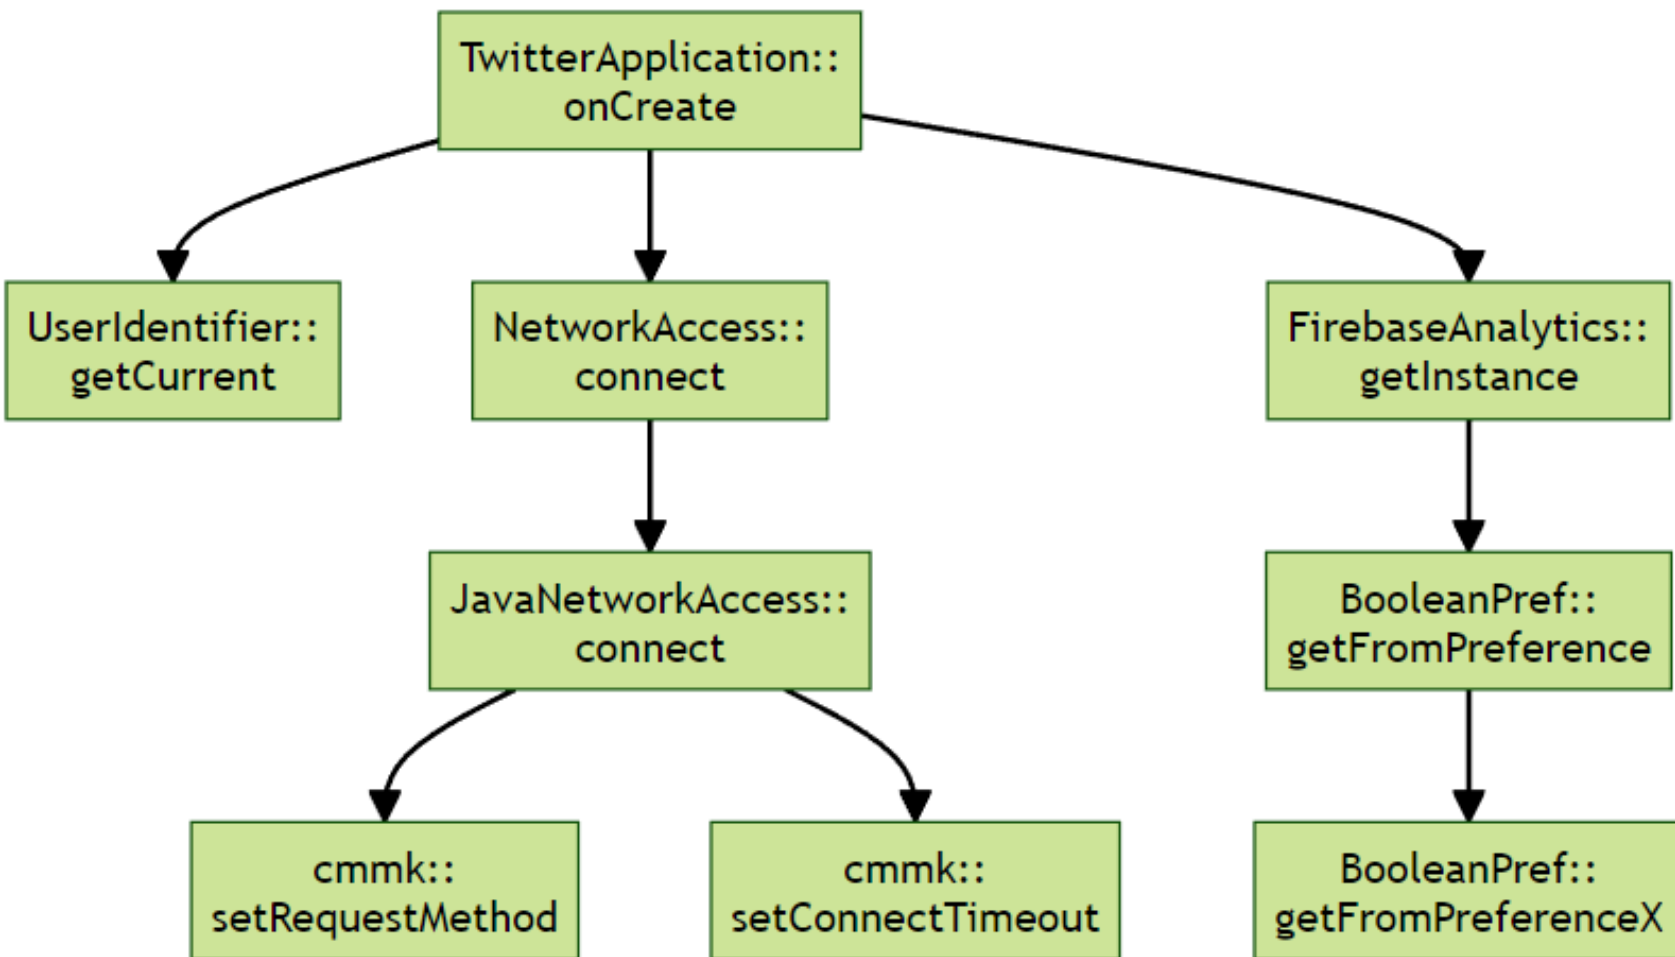 TwitterApplication::
onCreate
UserIdentifier::
getCurrent
NetworkAccess::
connect
FirebaseAnalytics::
getInstance
JavaNetworkAccess::
connect
BooleanPref::
getFromPreference
cmmk::
setRequestMethod
cmmk::
setConnectTimeout
BooleanPref::
getFromPreferenceX